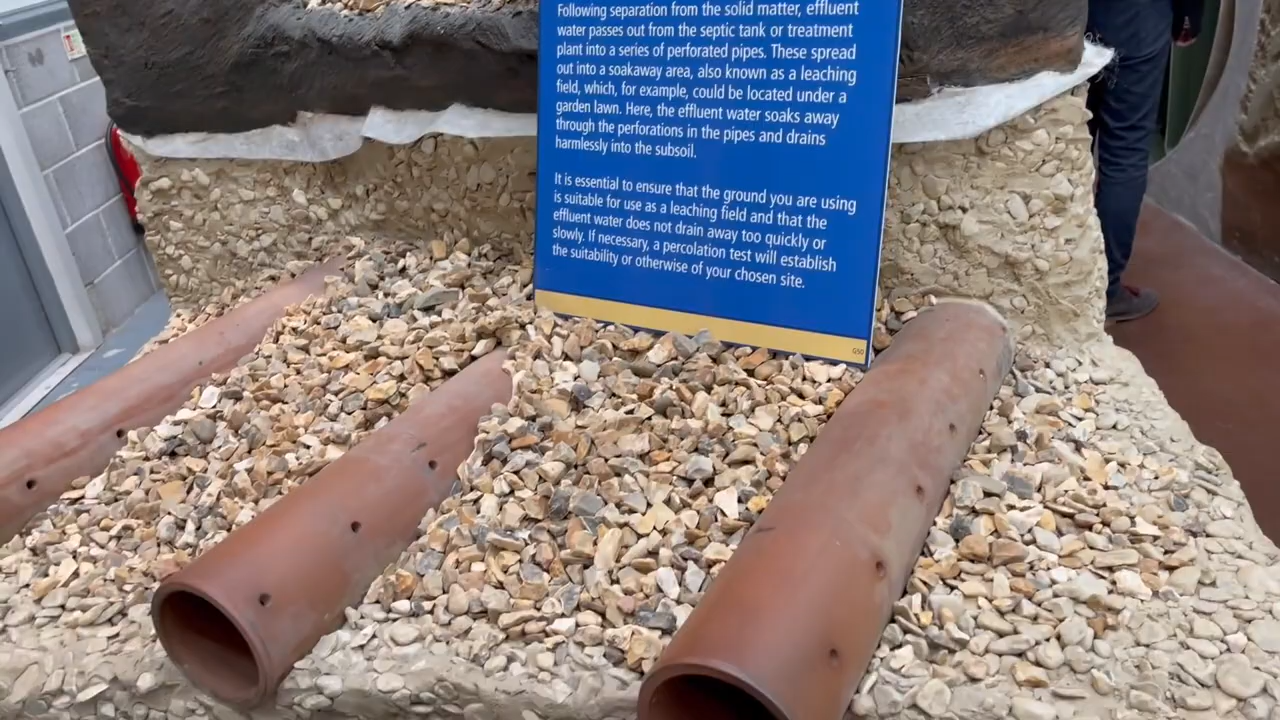 Following separation from the solid matter, effluent
water passes out from the septic tank or treatment
plant into a series of perforated pipes. These spread
out into a soakaway area, also known as a leaching
field, which, for example, could be located under a
garden lawn. Here, the effluent water soaks away
through the perforations in the pipes and drains
harmlessly into the subsoil.
It is essential to ensure that the ground you are using
is suitable for use as a leaching field and that the
effluent water does not drain away too quickly or
slowly. If necessary, a percolation test will establish
the suitability or otherwise of your chosen site.
G50